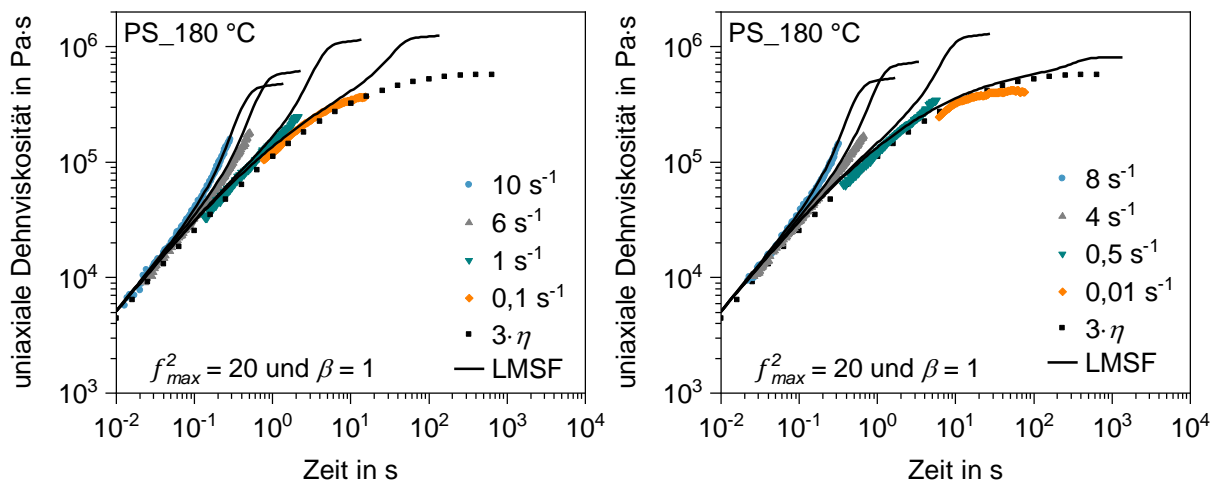 PS_180 °C
uniaxiale Dehnviskosität in Pa·s
10⁶
10⁵
10⁴
10³
10 s⁻¹
6 s⁻¹
1 s⁻¹
0,1 s⁻¹
3·η
LMSF
f²max = 20 und β = 1
10⁻² 10⁻¹ 10⁰ 10¹ 10² 10³ 10⁴
Zeit in s
PS_180 °C
uniaxiale Dehnviskosität in Pa·s
10⁶
10⁵
10⁴
10³
8 s⁻¹
4 s⁻¹
0,5 s⁻¹
0,01 s⁻¹
3·η
LMSF
f²max = 20 und β = 1
10⁻² 10⁻¹ 10⁰ 10¹ 10² 10³ 10⁴
Zeit in s